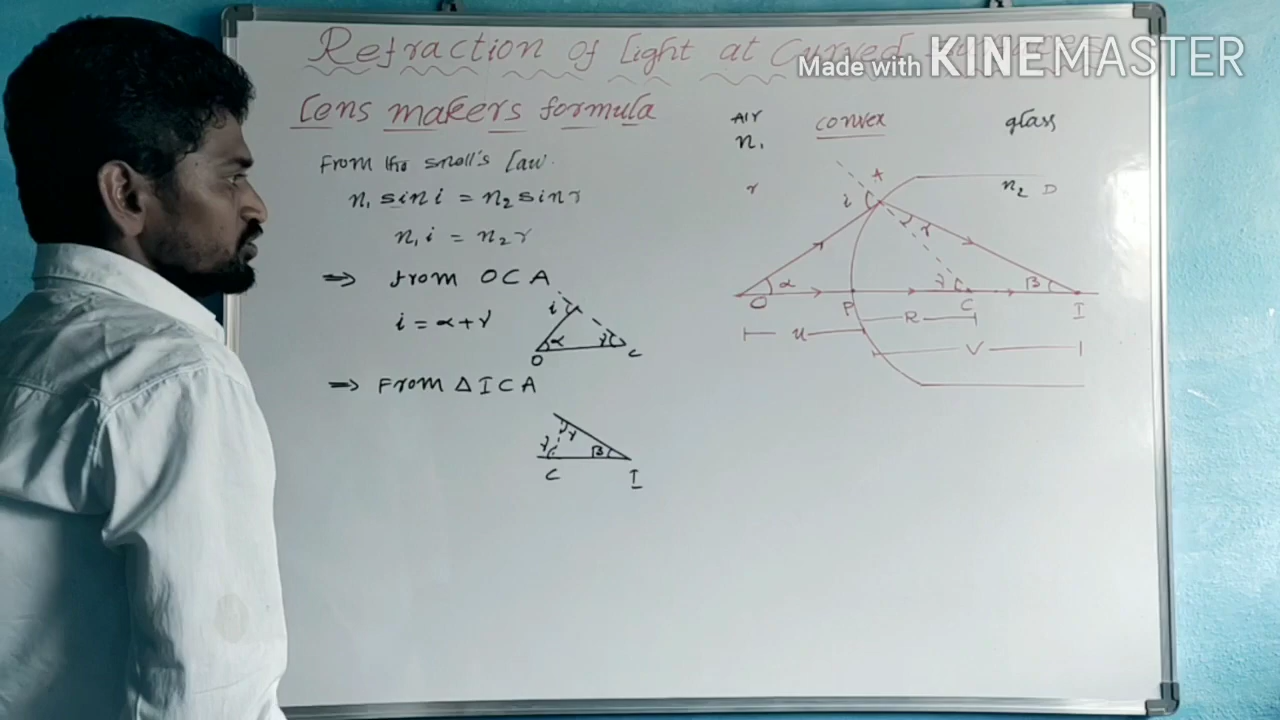 Refraction of light at Curved
Made with KINEMASTER
Lens makers formula
AIr convex glass
n₁
From the snell's Law.
n₁ sin i = n₂ sin r
n₁ i = n₂ r
⇒ from OCA
i = α + γ
i
α γ
O C
⇒ From Δ ICA
r
γ β
C I
r A n₂ D
i r
α γ β
O P C I
u R
V